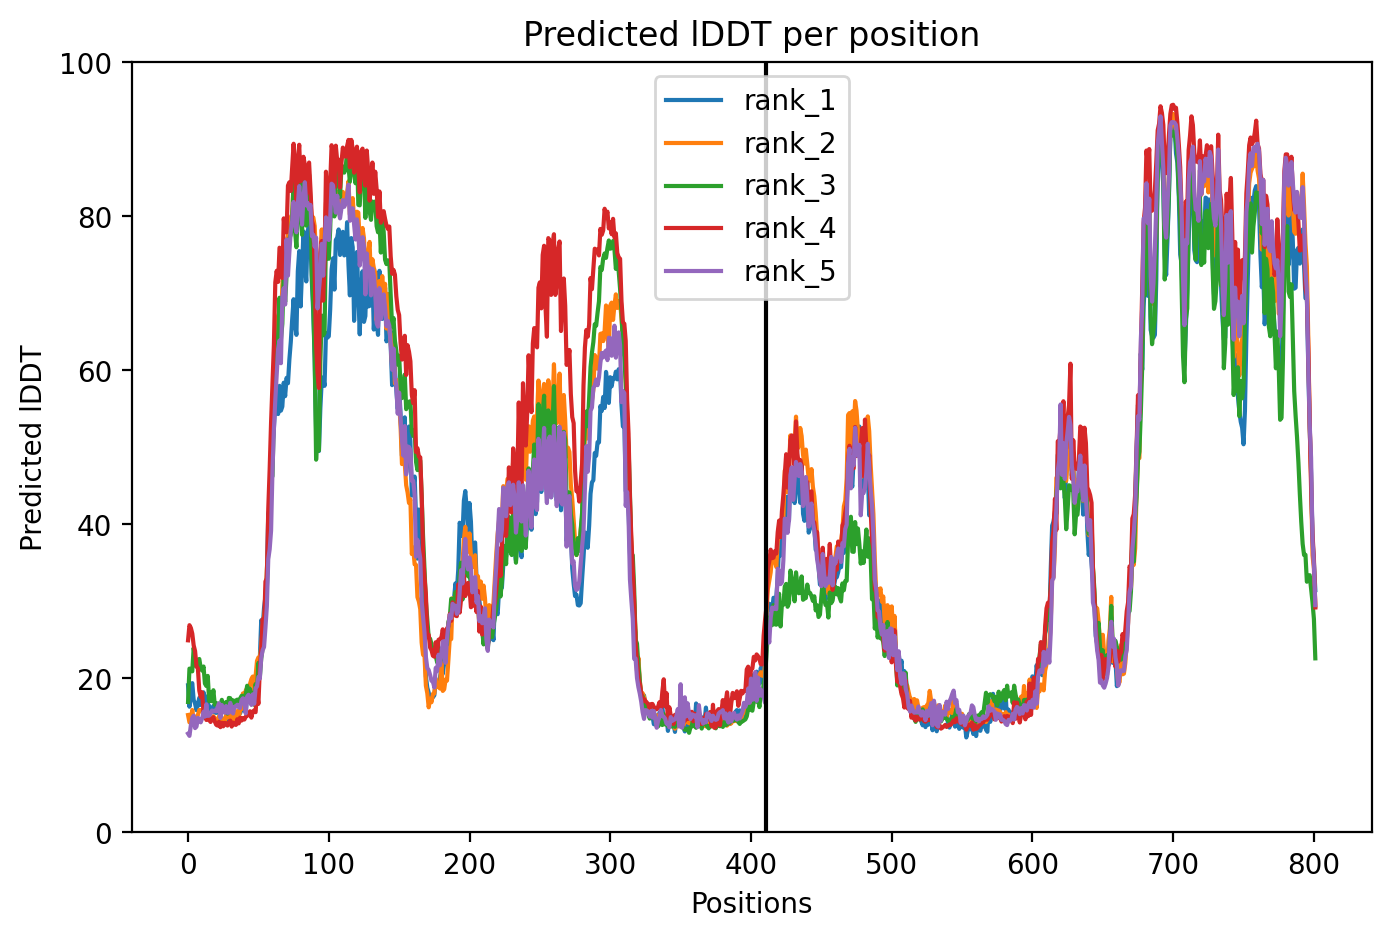 Predicted lDDT per position
100
80
60
40
20
0
Predicted lDDT
rank_1
rank_2
rank_3
rank_4
rank_5
0 100 200 300 400 500 600 700 800
Positions